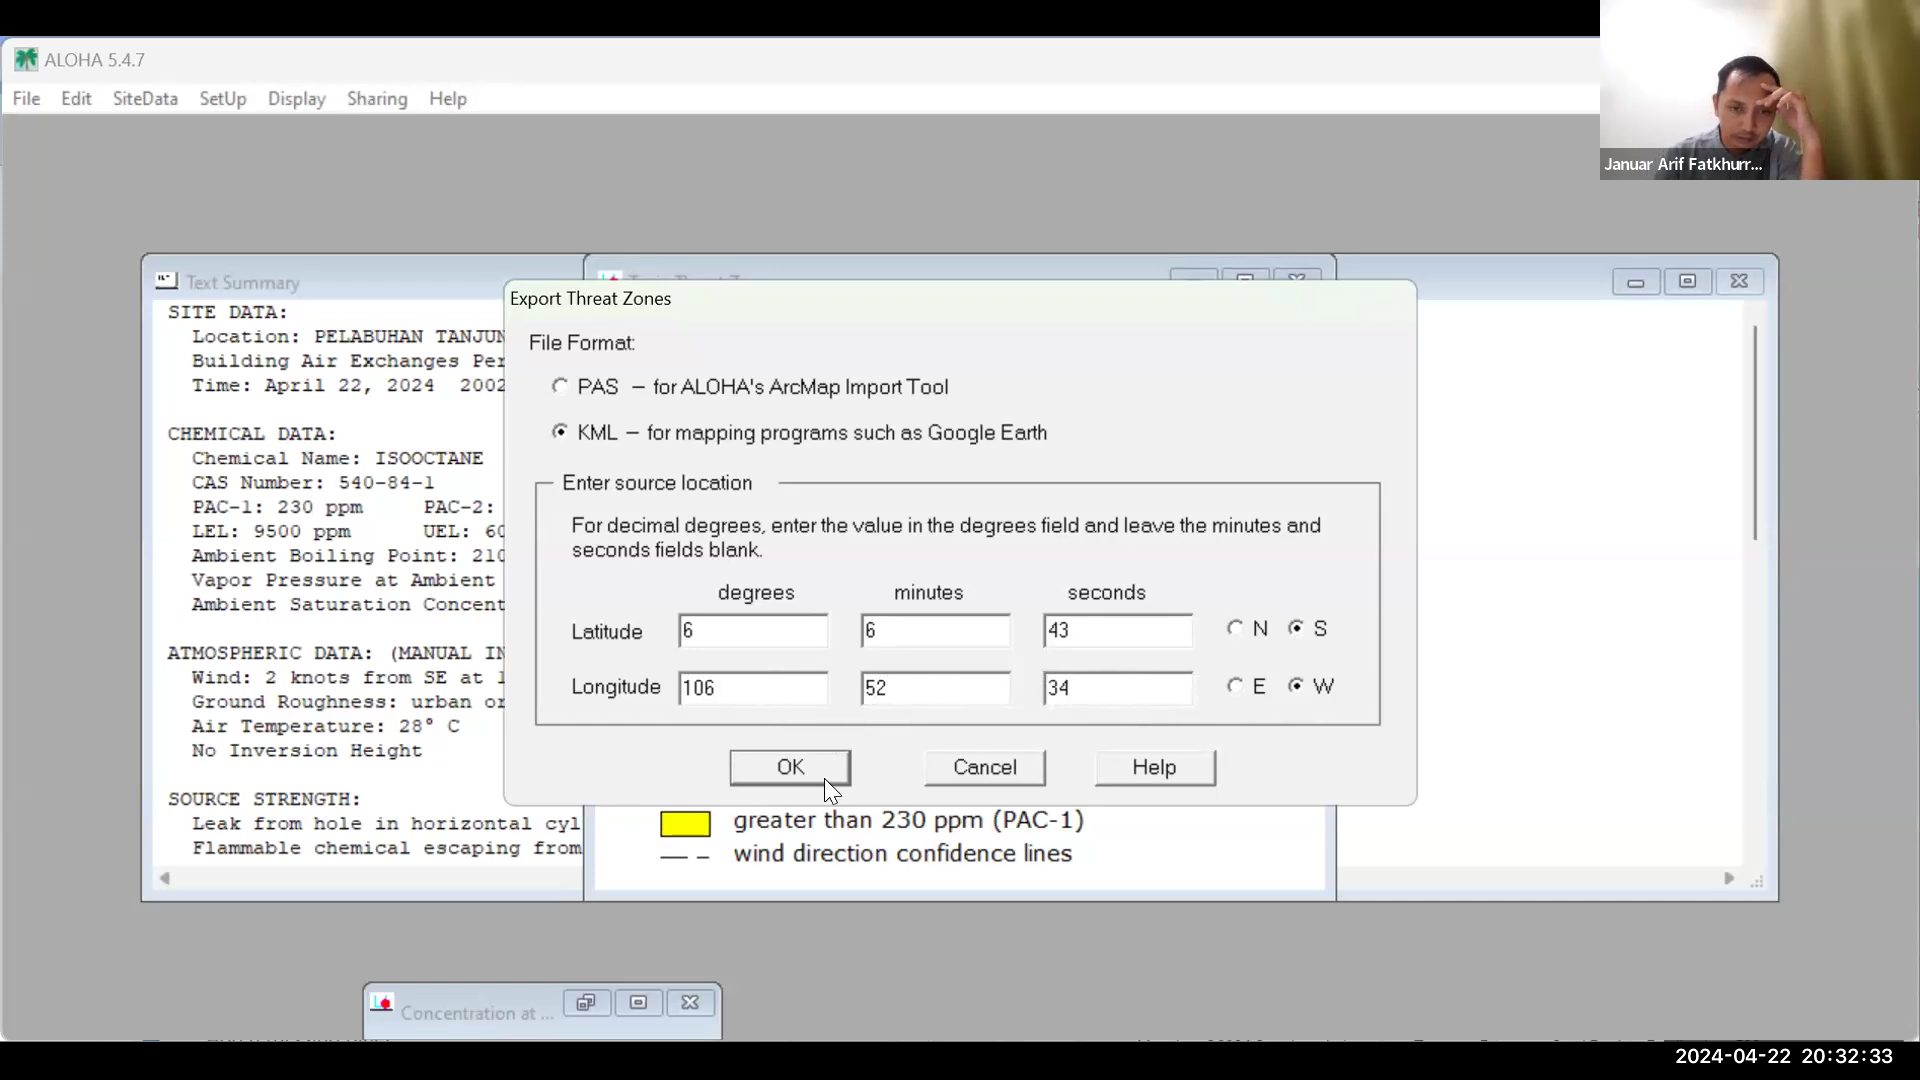 ALOHA 5.4.7
File Edit SiteData SetUp Display Sharing Help
Januar Arif Fatkhurr...
Text Summary
SITE DATA:
Location: PELABUHAN TANJUN
Building Air Exchanges Per
Time: April 22, 2024 2002
CHEMICAL DATA:
Chemical Name: ISOOCTANE
CAS Number: 540-84-1
PAC-1: 230 ppm PAC-2:
LEL: 9500 ppm UEL: 60
Ambient Boiling Point: 210
Vapor Pressure at Ambient
Ambient Saturation Concent
ATMOSPHERIC DATA: (MANUAL IN
Wind: 2 knots from SE at 1
Ground Roughness: urban or
Air Temperature: 28° C
No Inversion Height
SOURCE STRENGTH:
Leak from hole in horizontal cyl
Flammable chemical escaping from
Export Threat Zones
File Format:
PAS – for ALOHA's ArcMap Import Tool
KML – for mapping programs such as Google Earth
Enter source location
For decimal degrees, enter the value in the degrees field and leave the minutes and
seconds fields blank.
degrees minutes seconds
Latitude 6 6 43 N S
Longitude 106 52 34 E W
OK Cancel Help
greater than 230 ppm (PAC-1)
wind direction confidence lines
Concentration at ...
2024-04-22 20:32:33